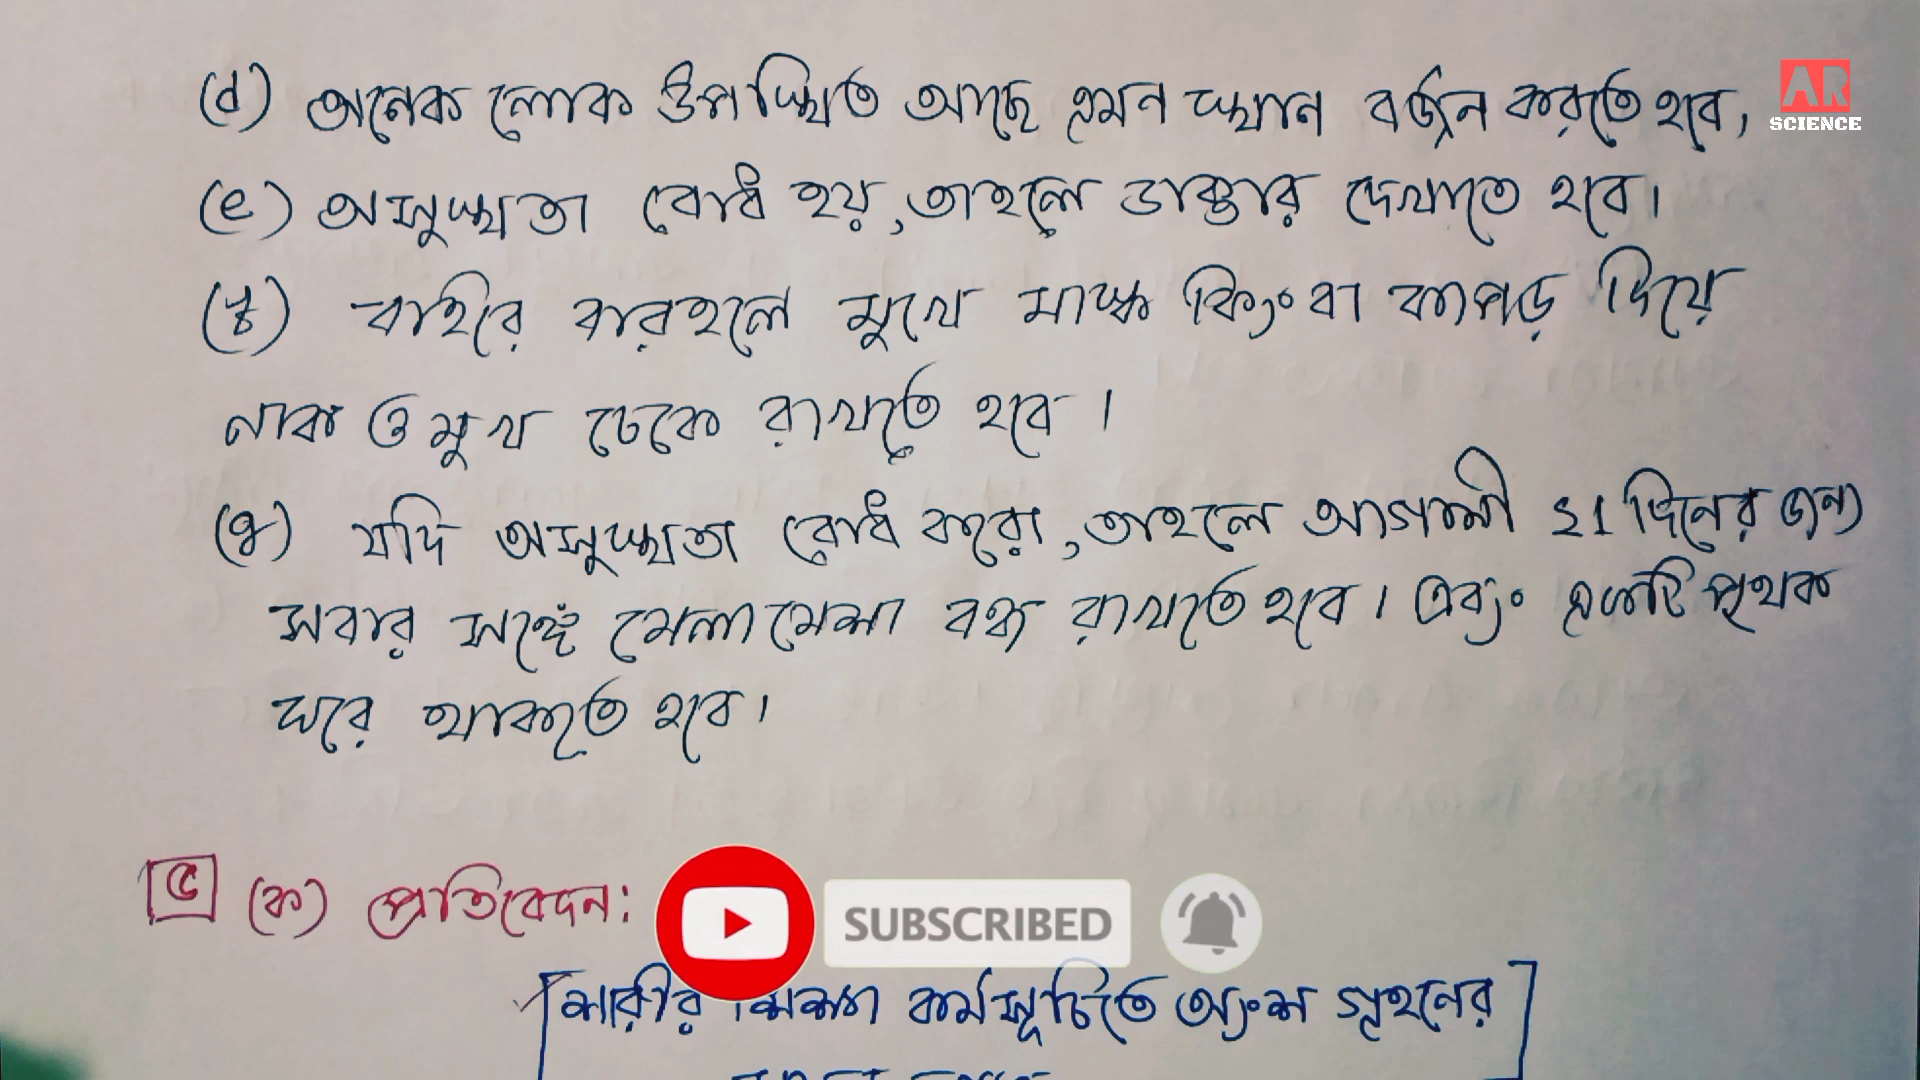 (d) অনেক লোক উপস্থিত আছে এমন স্থান বর্জন করতে হবে,
AR
SCIENCE
(e) অসুস্থতা বোধ হয়, তাহলে ডাক্তার দেখাতে হবে।
(f) বাইরে বারহলে মুখে মাস্ক কিংবা কাপড় দিয়ে
নাক ও মুখ ঢেকে রাখতে হবে।
(g) যদি অসুস্থতা বোধ করো, তাহলে আগামী 21 দিনের জন্য
সবার সঙ্গে মেলামেশা বন্ধ রাখতে হবে। এবং একটি পৃথক
ঘরে থাকতে হবে।
৫ (ক) প্রতিবেদন:
SUBSCRIBED
[শারীর শিক্ষা কর্মসূচিতে অংশ গৃহনের]